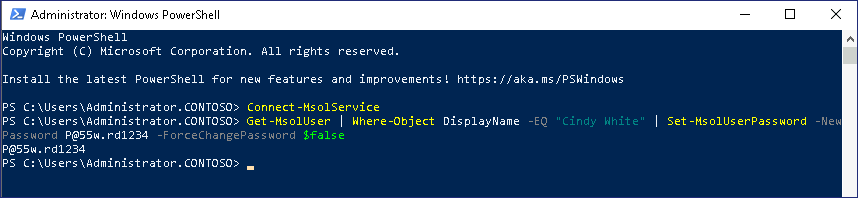 Administrator: Windows PowerShell
Windows PowerShell
Copyright (C) Microsoft Corporation. All rights reserved.
Install the latest PowerShell for new features and improvements! https://aka.ms/PSWindows
PS C:\Users\Administrator.CONTOSO> Connect-MsolService
PS C:\Users\Administrator.CONTOSO> Get-MsolUser | Where-Object DisplayName -EQ "Cindy White" | Set-MsolUserPassword -New
Password P@55w.rd1234 -ForceChangePassword $false
P@55w.rd1234
PS C:\Users\Administrator.CONTOSO>